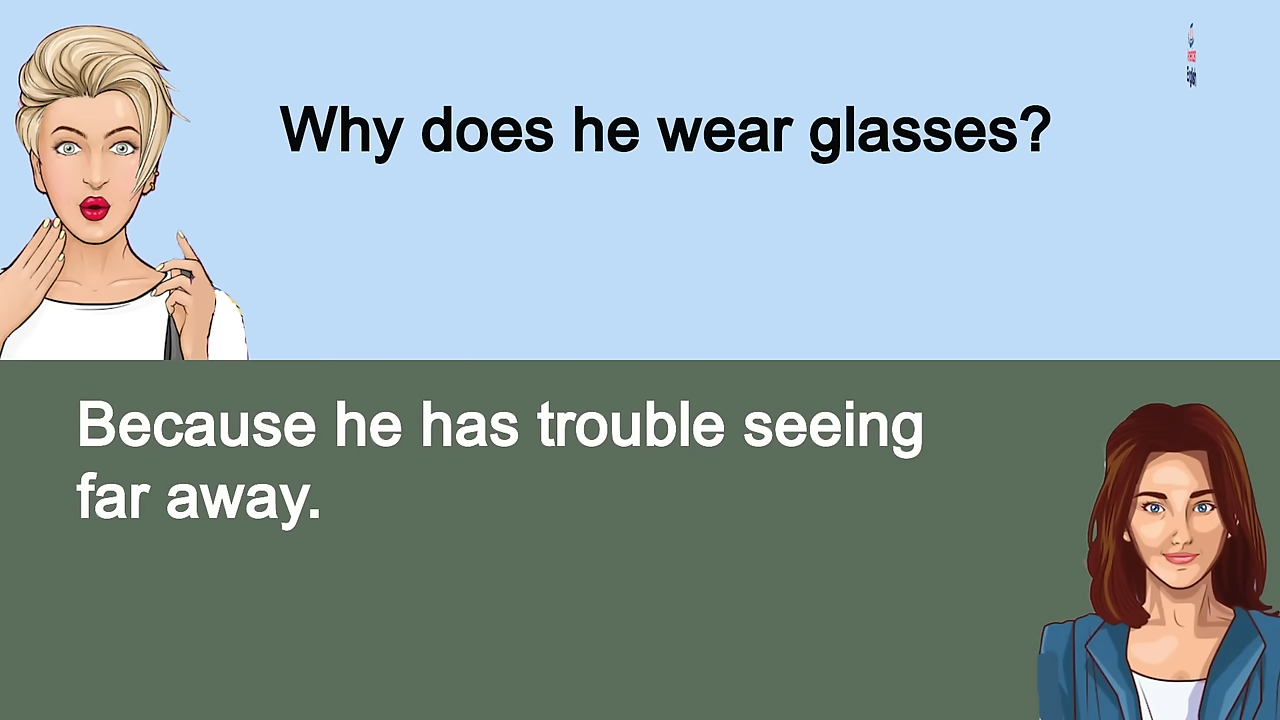 Why does he wear glasses?
Because he has trouble seeing
far away.